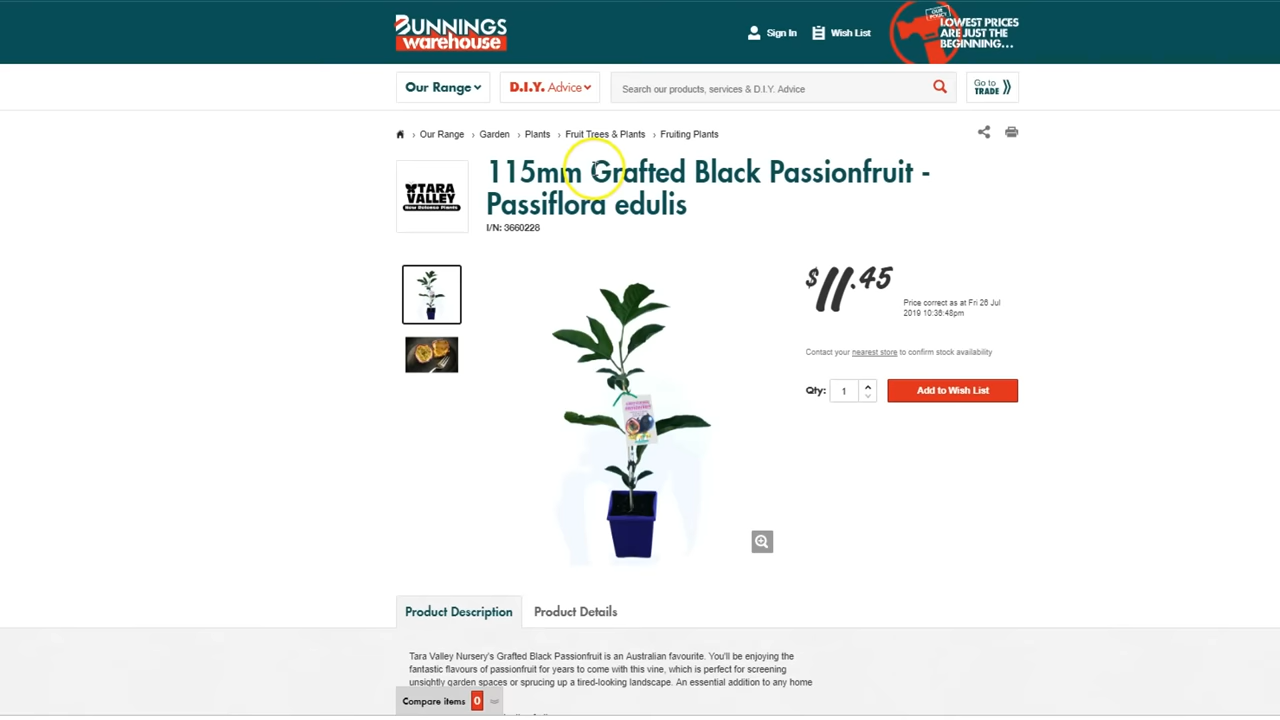 BUNNINGS
warehouse
Sign In
Wish List
OUR
POLICY
LOWEST PRICES
ARE JUST THE
BEGINNING...
Our Range
D.I.Y. Advice
Search our products, services & D.I.Y. Advice
Go to
TRADE
› Our Range › Garden › Plants › Fruit Trees & Plants › Fruiting Plants
TARA
VALLEY
New Release Plants
115mm Grafted Black Passionfruit -
Passiflora edulis
I/N: 3660228
$11.45
Price correct as at Fri 26 Jul
2019 10:36:48pm
Contact your nearest store to confirm stock availability
Qty: 1
Add to Wish List
Product Description
Product Details
Tara Valley Nursery's Grafted Black Passionfruit is an Australian favourite. You'll be enjoying the
fantastic flavours of passionfruit for years to come with this vine, which is perfect for screening
unsightly garden spaces or sprucing up a tired-looking landscape. An essential addition to any home
Compare items 0